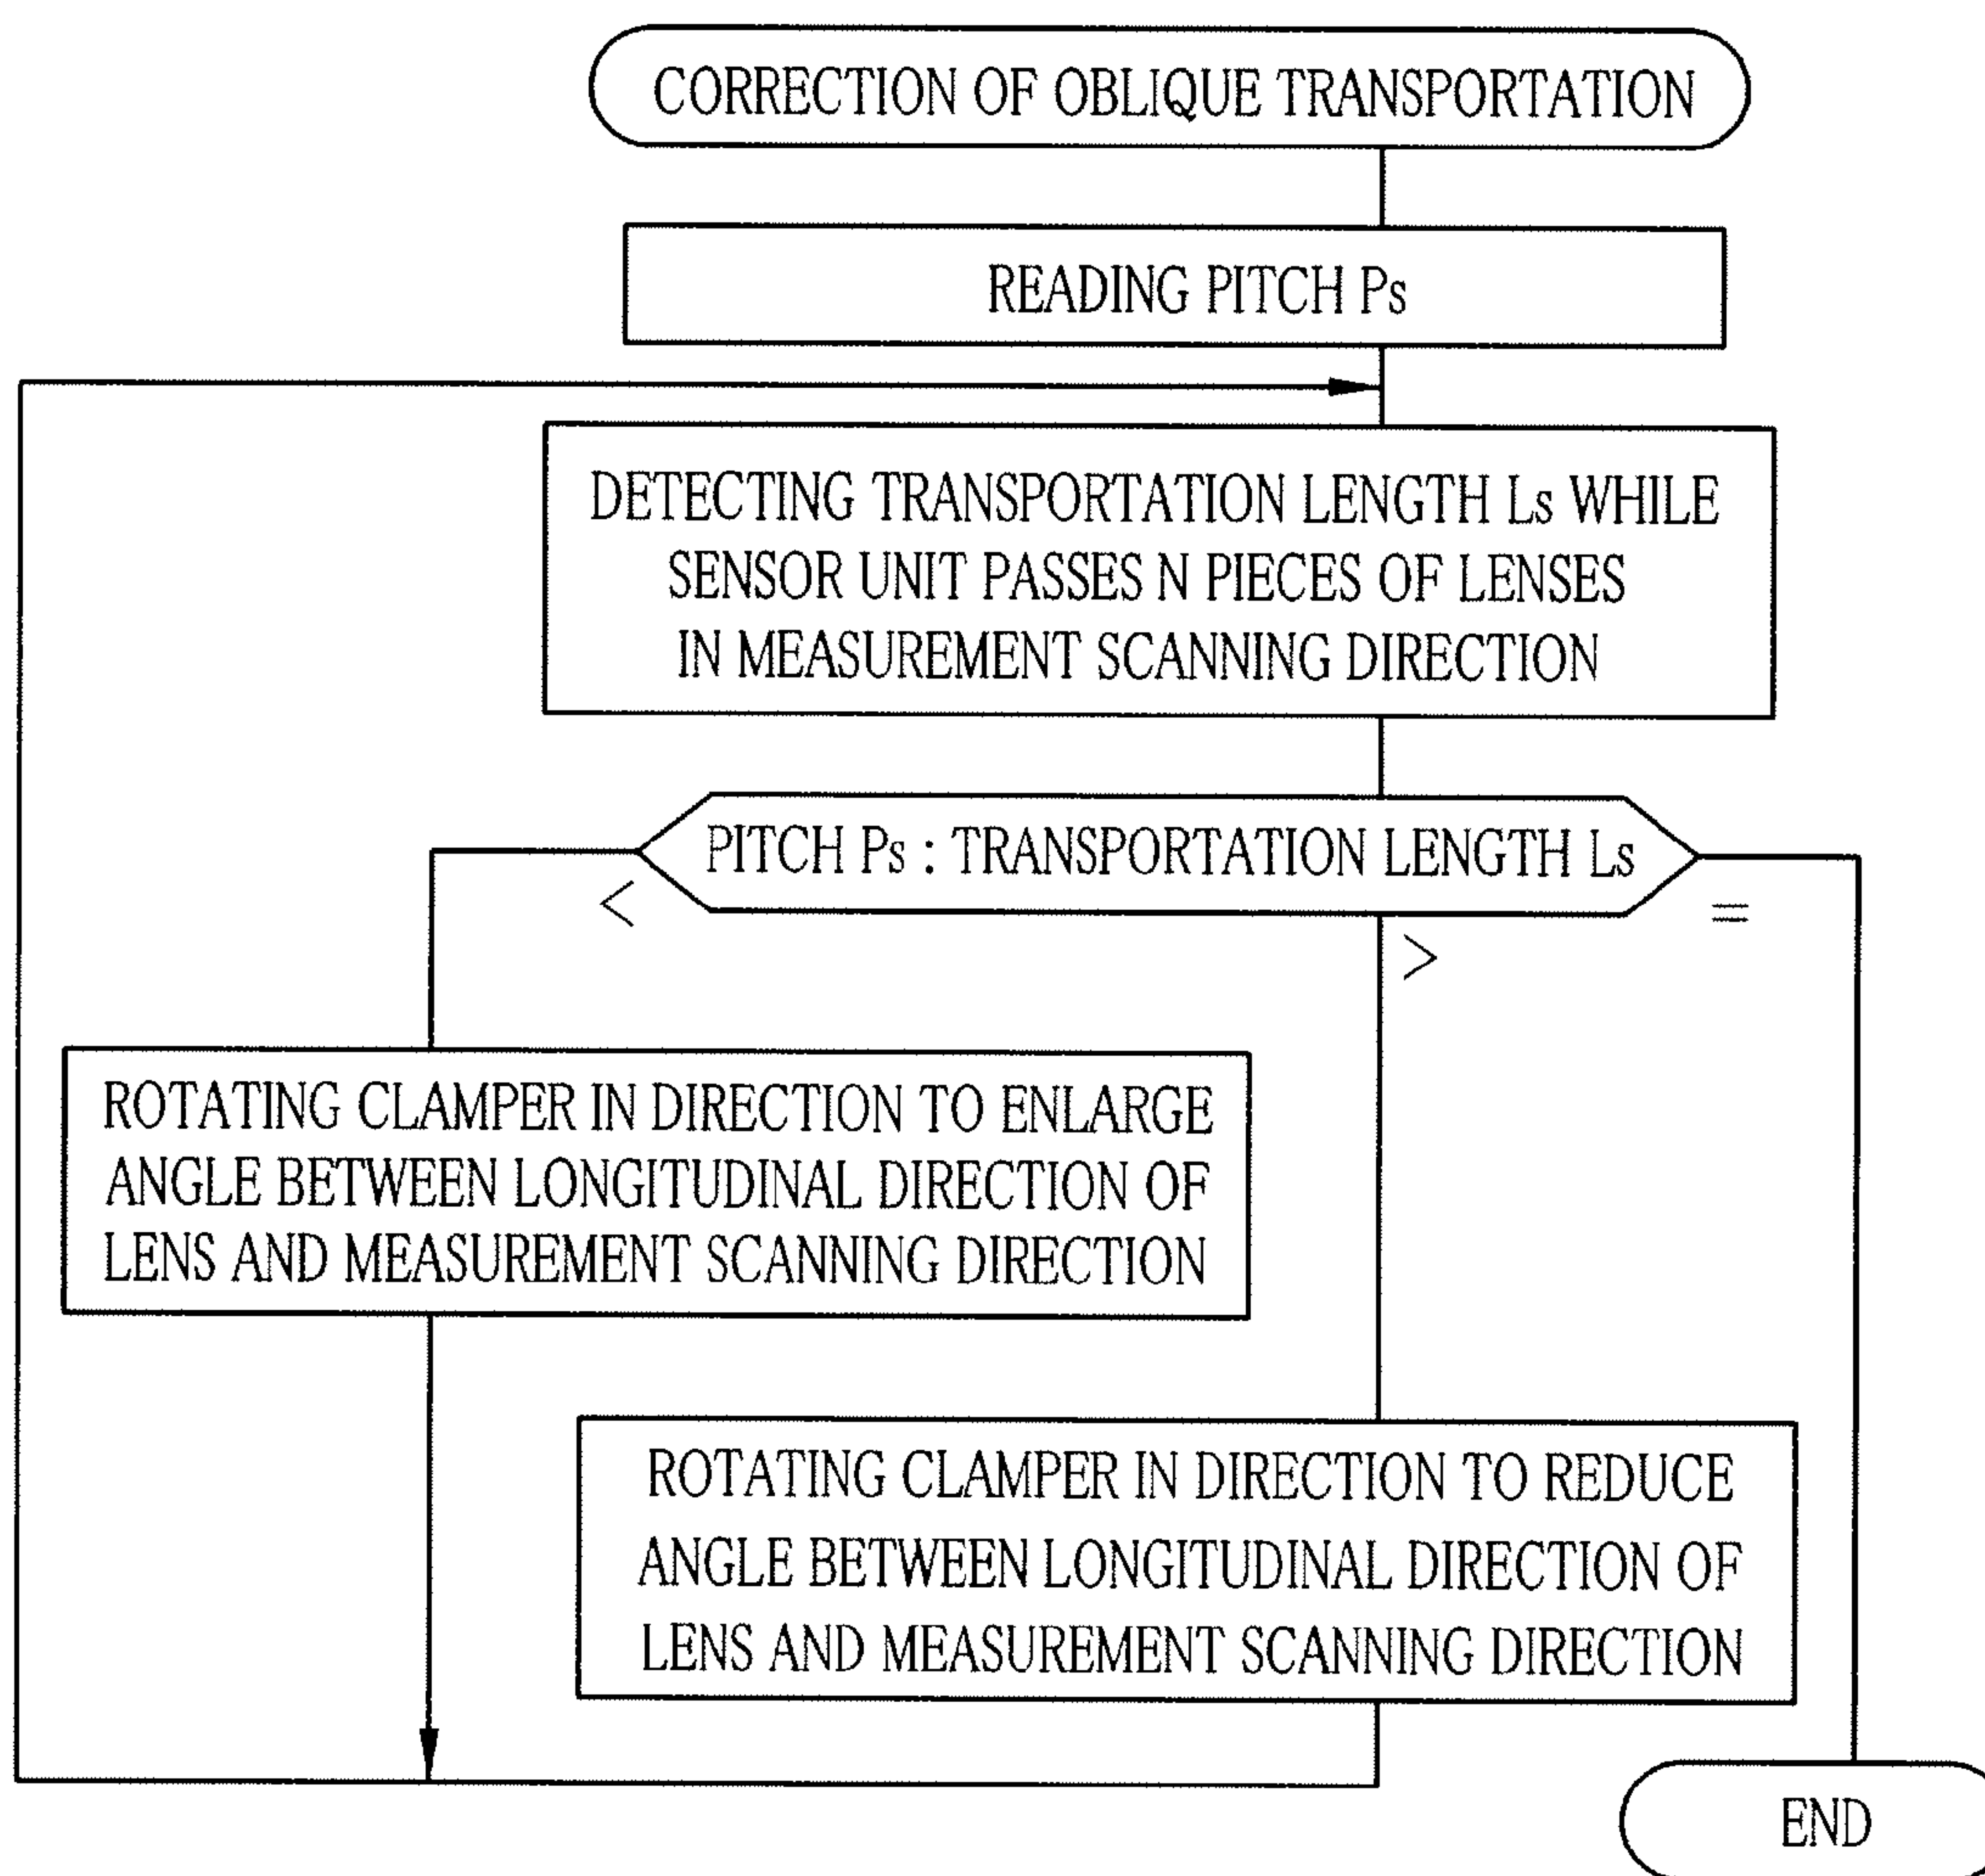 CORRECTION OF OBLIQUE TRANSPORTATION
READING PITCH Ps
DETECTING TRANSPORTATION LENGTH Ls WHILE
SENSOR UNIT PASSES N PIECES OF LENSES
IN MEASUREMENT SCANNING DIRECTION
PITCH Ps : TRANSPORTATION LENGTH Ls
<
=
>
ROTATING CLAMPER IN DIRECTION TO ENLARGE
ANGLE BETWEEN LONGITUDINAL DIRECTION OF
LENS AND MEASUREMENT SCANNING DIRECTION
ROTATING CLAMPER IN DIRECTION TO REDUCE
ANGLE BETWEEN LONGITUDINAL DIRECTION OF
LENS AND MEASUREMENT SCANNING DIRECTION
END